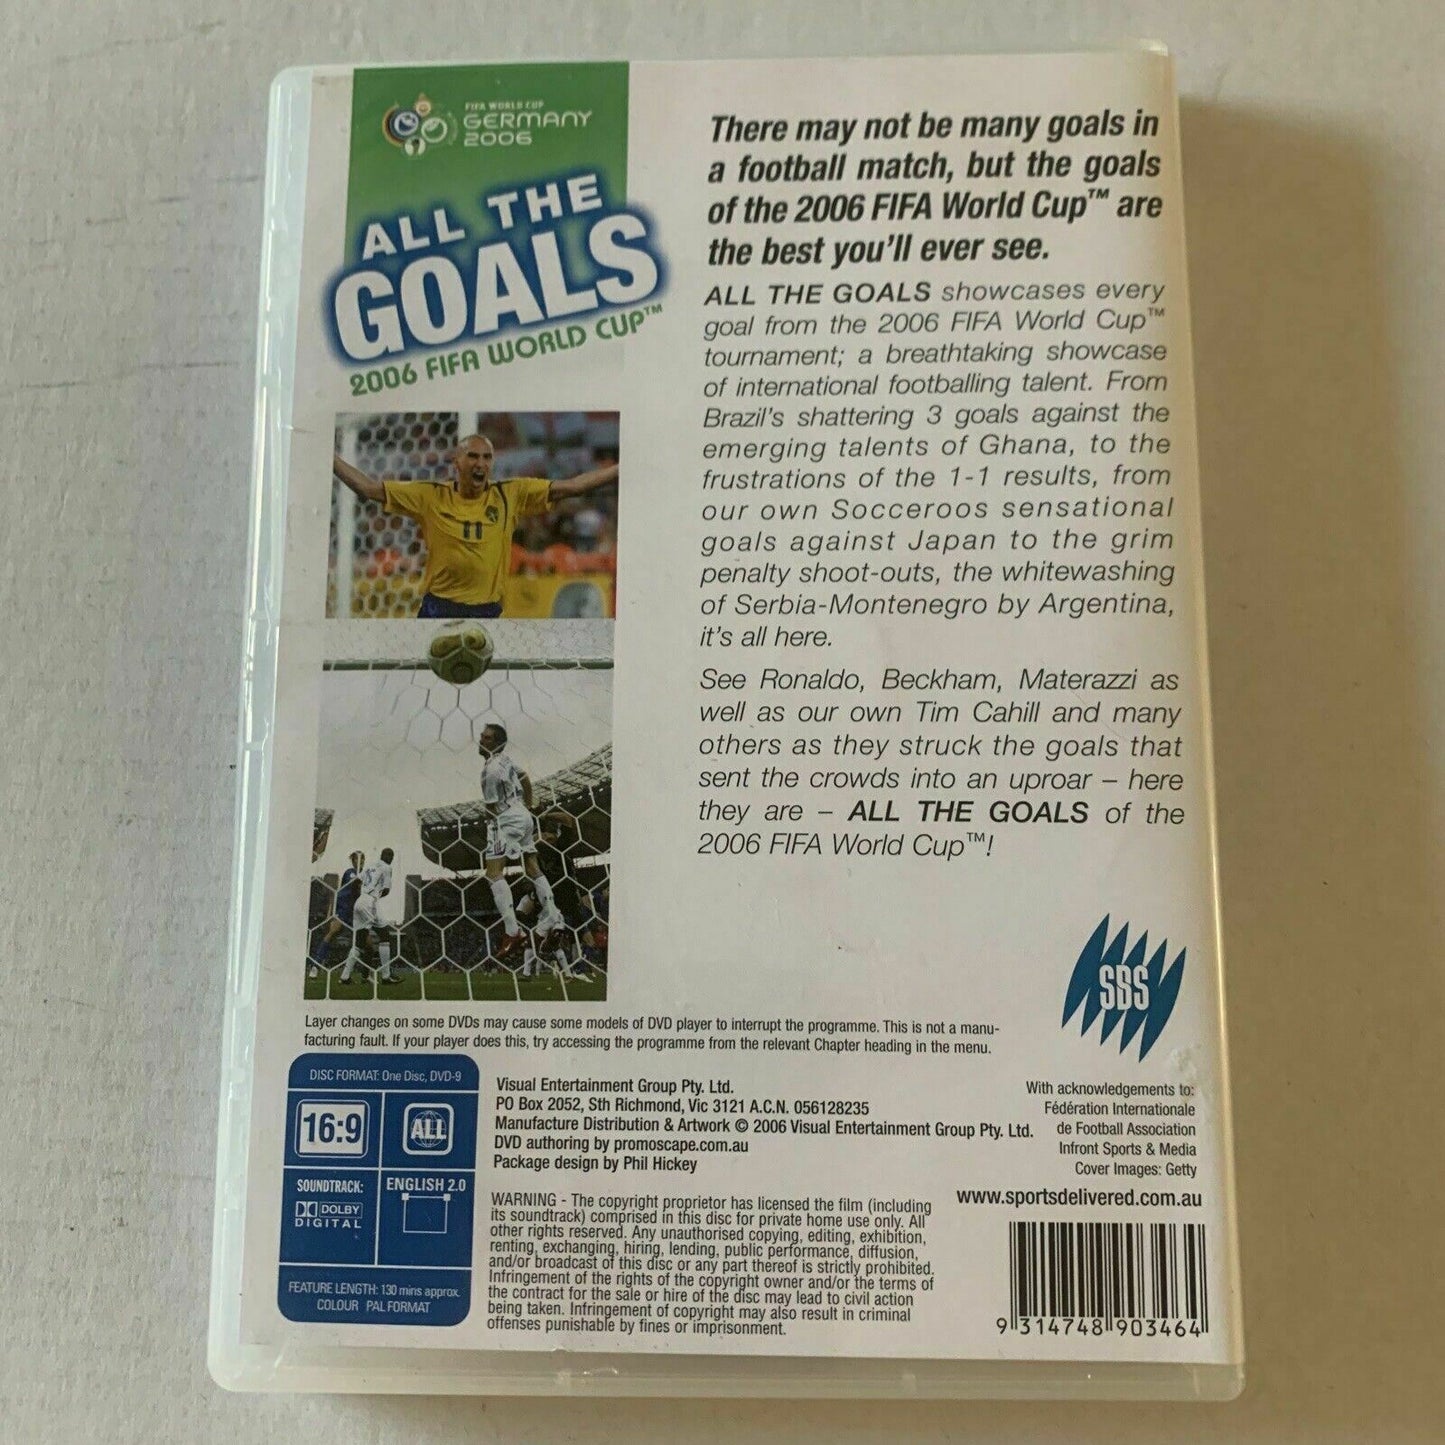 FIFA WORLD CUP
GERMANY
2006
ALL THE
GOALS
2006 FIFA WORLD CUP™
11
There may not be many goals in
a football match, but the goals
of the 2006 FIFA World Cup™ are
the best you'll ever see.
ALL THE GOALS showcases every
goal from the 2006 FIFA World Cup™
tournament; a breathtaking showcase
of international footballing talent. From
Brazil's shattering 3 goals against the
emerging talents of Ghana, to the
frustrations of the 1-1 results, from
our own Socceroos sensational
goals against Japan to the grim
penalty shoot-outs, the whitewashing
of Serbia-Montenegro by Argentina,
it's all here.
See Ronaldo, Beckham, Materazzi as
well as our own Tim Cahill and many
others as they struck the goals that
sent the crowds into an uproar – here
they are – ALL THE GOALS of the
2006 FIFA World Cup™!
SBS
Layer changes on some DVDs may cause some models of DVD player to interrupt the programme. This is not a manu-
facturing fault. If your player does this, try accessing the programme from the relevant Chapter heading in the menu.
DISC FORMAT: One Disc, DVD-9
16:9
ALL
SOUNDTRACK:
DOLBY
DIGITAL
ENGLISH 2.0
FEATURE LENGTH: 130 mins approx.
COLOUR PAL FORMAT
Visual Entertainment Group Pty. Ltd.
PO Box 2052, Sth Richmond, Vic 3121 A.C.N. 056128235
Manufacture Distribution & Artwork © 2006 Visual Entertainment Group Pty. Ltd.
DVD authoring by promoscape.com.au
Package design by Phil Hickey
With acknowledgements to:
Fédération Internationale
de Football Association
Infront Sports & Media
Cover Images: Getty
www.sportsdelivered.com.au
WARNING - The copyright proprietor has licensed the film (including
its soundtrack) comprised in this disc for private home use only. All
other rights reserved. Any unauthorised copying, editing, exhibition,
renting, exchanging, hiring, lending, public performance, diffusion,
and/or broadcast of this disc or any part thereof is strictly prohibited.
Infringement of the rights of the copyright owner and/or the terms of
the contract for the sale or hire of the disc may lead to civil action
being taken. Infringement of copyright may also result in criminal
offenses punishable by fines or imprisonment.
9 314748 903464